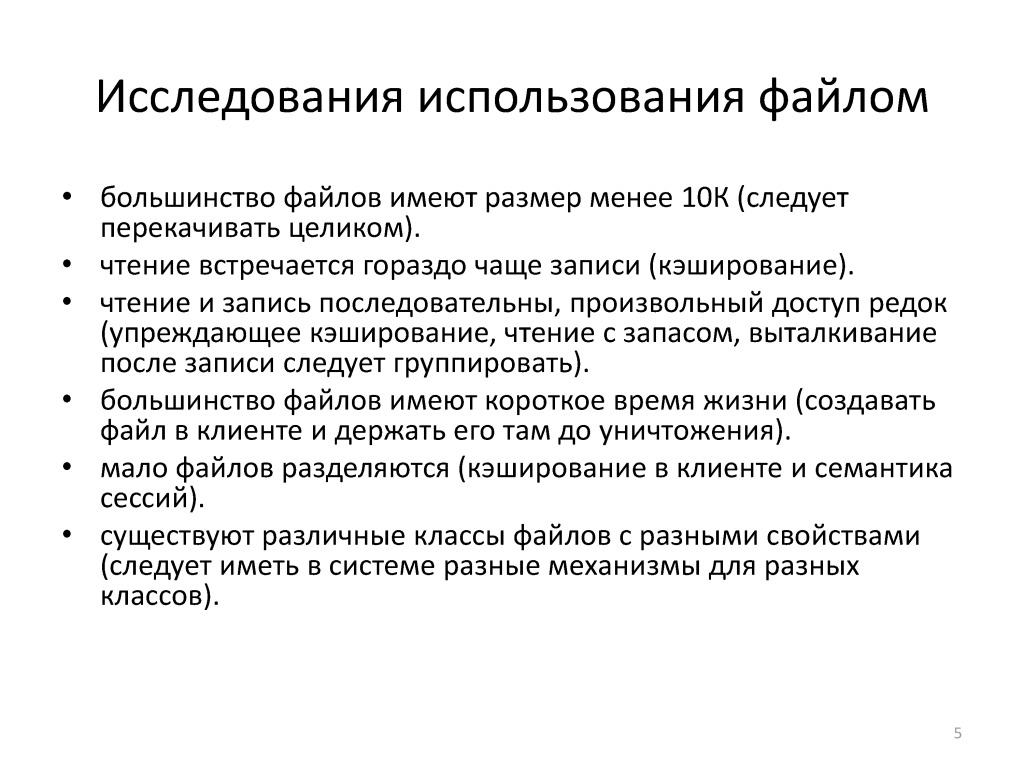 Исследования использования файлом
• большинство файлов имеют размер менее 10К (следует
перекачивать целиком).
• чтение встречается гораздо чаще записи (кэширование).
• чтение и запись последовательны, произвольный доступ редок
(упреждающее кэширование, чтение с запасом, выталкивание
после записи следует группировать).
• большинство файлов имеют короткое время жизни (создавать
файл в клиенте и держать его там до уничтожения).
• мало файлов разделяются (кэширование в клиенте и семантика
сессий).
• существуют различные классы файлов с разными свойствами
(следует иметь в системе разные механизмы для разных
классов).
5